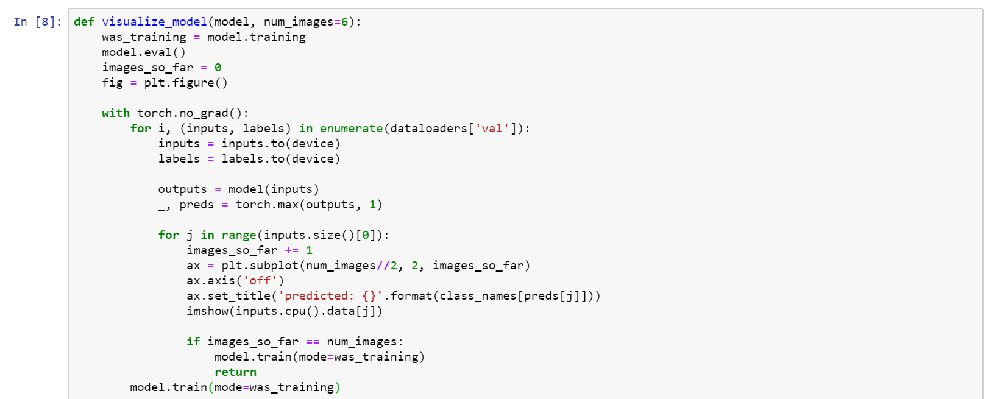 In [8]: def visualize_model(model, num_images=6):
    was_training = model.training
    model.eval()
    images_so_far = 0
    fig = plt.figure()

    with torch.no_grad():
        for i, (inputs, labels) in enumerate(dataloaders['val']):
            inputs = inputs.to(device)
            labels = labels.to(device)

            outputs = model(inputs)
            _, preds = torch.max(outputs, 1)

            for j in range(inputs.size()[0]):
                images_so_far += 1
                ax = plt.subplot(num_images//2, 2, images_so_far)
                ax.axis('off')
                ax.set_title('predicted: {}'.format(class_names[preds[j]]))
                imshow(inputs.cpu().data[j])

                if images_so_far == num_images:
                    model.train(mode=was_training)
                    return
        model.train(mode=was_training)